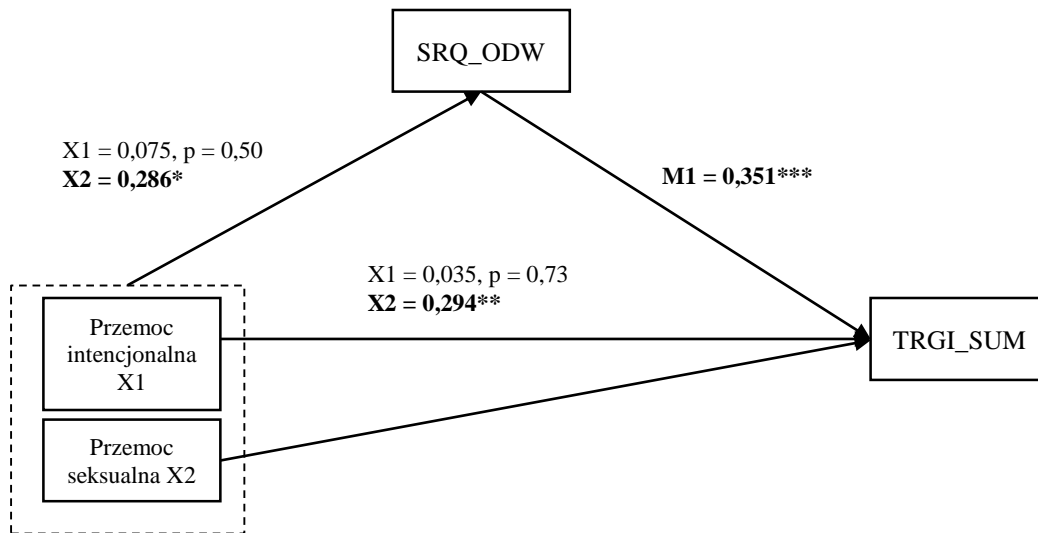 SRQ_ODW
X1 = 0,075, p = 0,50
X2 = 0,286*
M1 = 0,351***
X1 = 0,035, p = 0,73
X2 = 0,294**
Przemoc
intencjonalna
X1
TRGI_SUM
Przemoc
seksualna X2